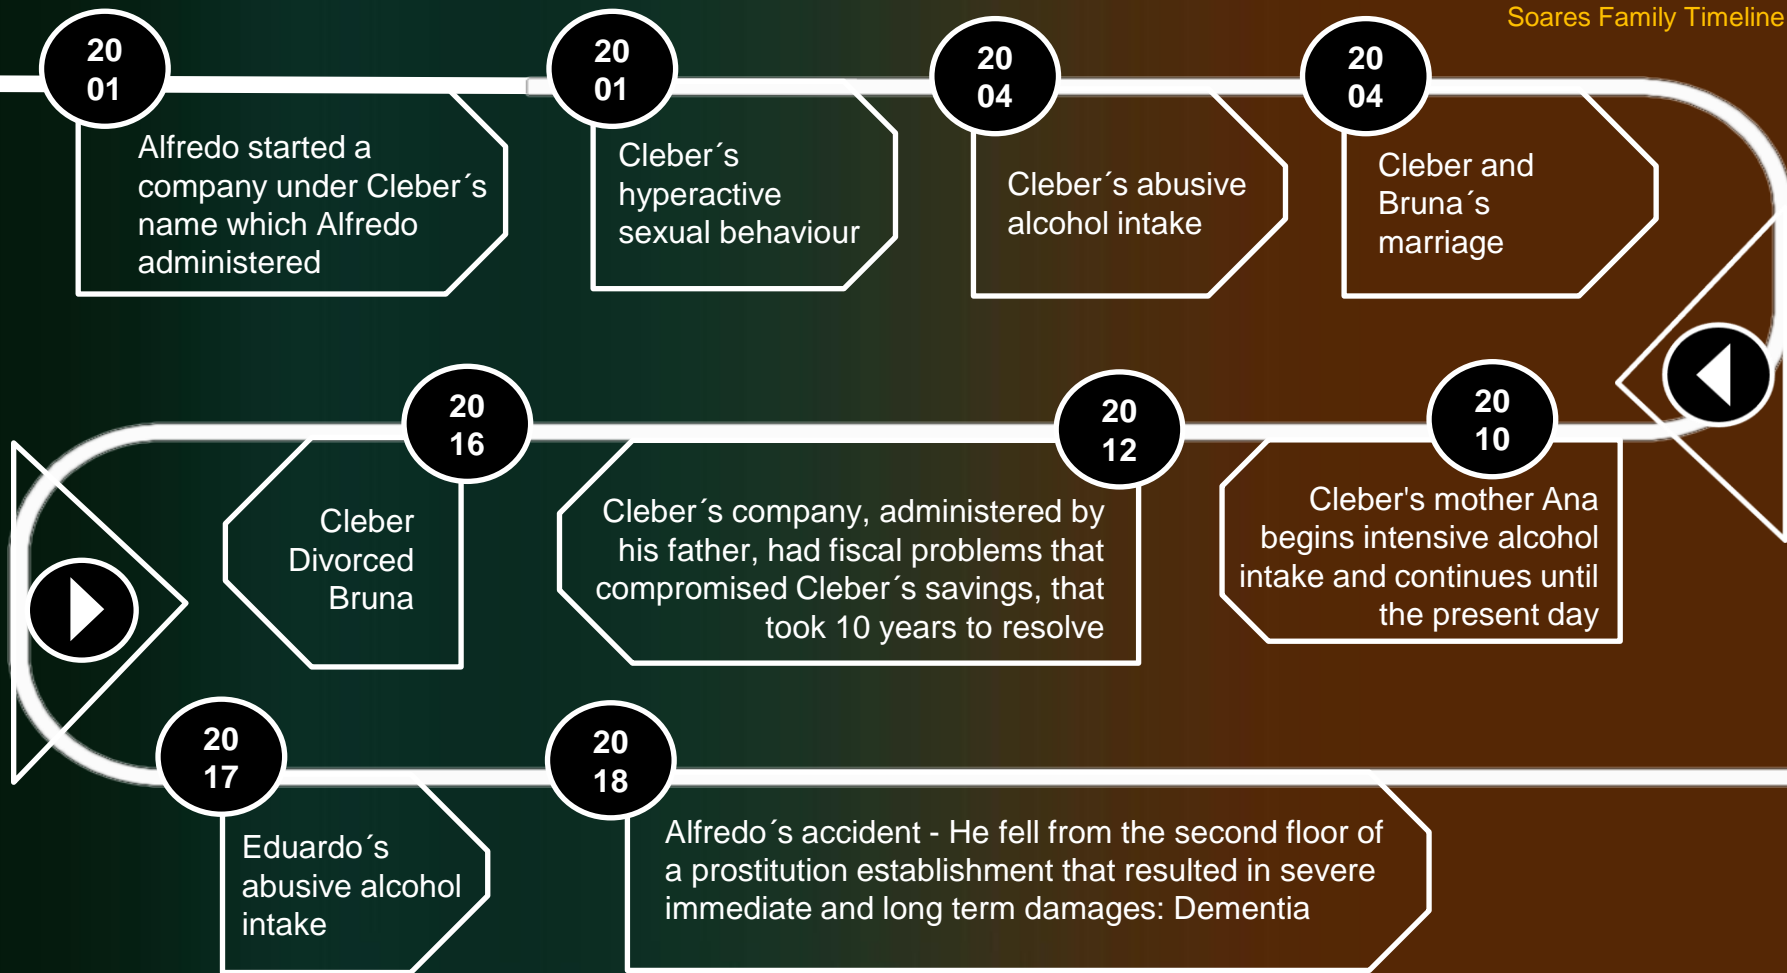 Soares Family Timeline
20
01
Alfredo started a
company under Cleber´s
name which Alfredo
administered
20
01
Cleber´s
hyperactive
sexual behaviour
20
04
Cleber´s abusive
alcohol intake
20
04
Cleber and
Bruna´s
marriage
20
10
Cleber's mother Ana
begins intensive alcohol
intake and continues until
the present day
20
12
Cleber´s company, administered by
his father, had fiscal problems that
compromised Cleber´s savings, that
took 10 years to resolve
20
16
Cleber
Divorced
Bruna
20
17
Eduardo´s
abusive alcohol
intake
20
18
Alfredo´s accident - He fell from the second floor of
a prostitution establishment that resulted in severe
immediate and long term damages: Dementia